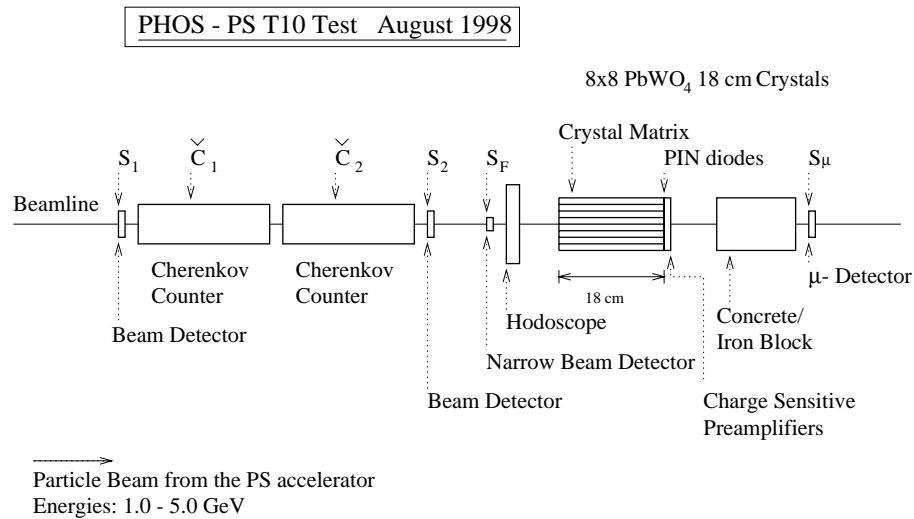 PHOS - PS T10 Test August 1998
8x8 PbWO4 18 cm Crystals
Crystal Matrix
S1
Č1
Č2
S2
SF
PIN diodes
Sμ
Beamline
Cherenkov
Counter
Cherenkov
Counter
18 cm
μ- Detector
Beam Detector
Hodoscope
Concrete/
Iron Block
Narrow Beam Detector
Beam Detector
Charge Sensitive
Preamplifiers
Particle Beam from the PS accelerator
Energies: 1.0 - 5.0 GeV